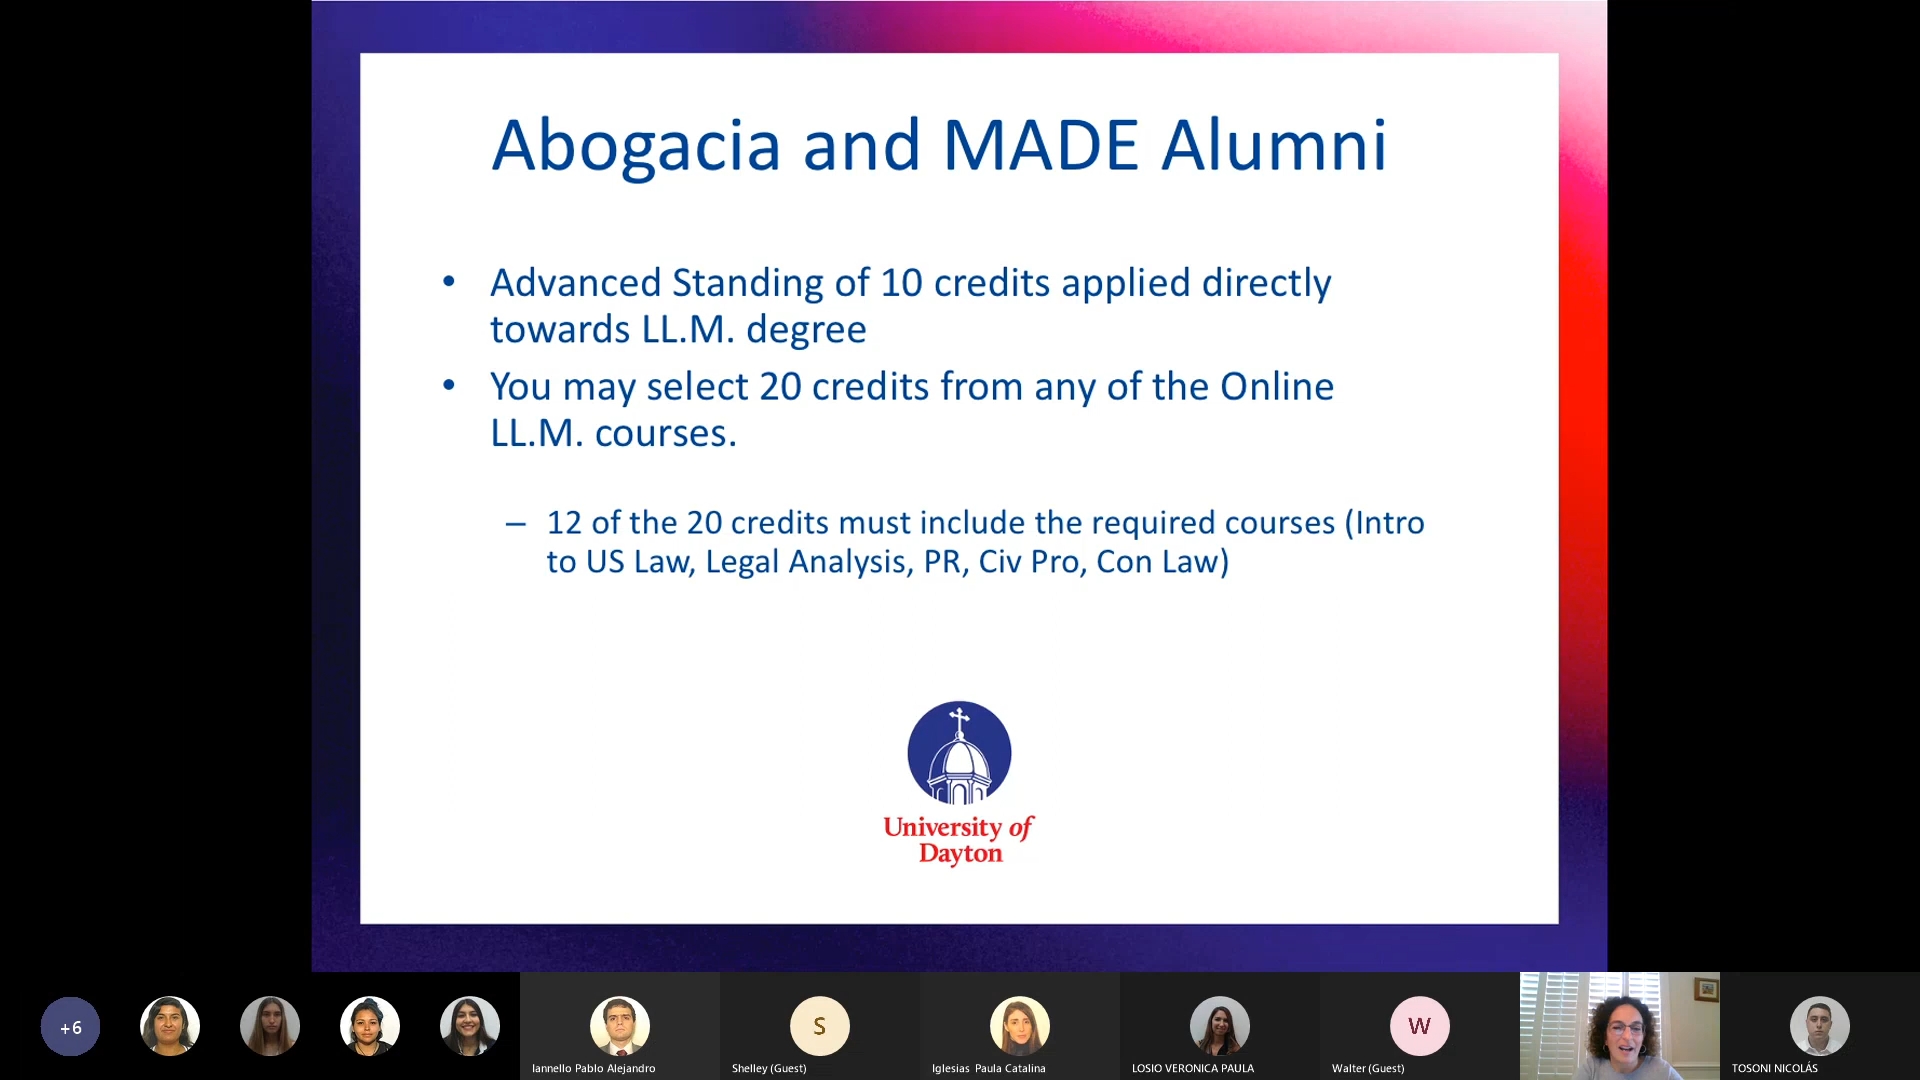 Abogacia and MADE Alumni
• Advanced Standing of 10 credits applied directly
towards LL.M. degree
• You may select 20 credits from any of the Online
LL.M. courses.
– 12 of the 20 credits must include the required courses (Intro
to US Law, Legal Analysis, PR, Civ Pro, Con Law)
University of
Dayton
+6
S
W
Iannello Pablo Alejandro
Shelley (Guest)
Iglesias Paula Catalina
LOSIO VERONICA PAULA
Walter (Guest)
TOSONI NICOLÁS